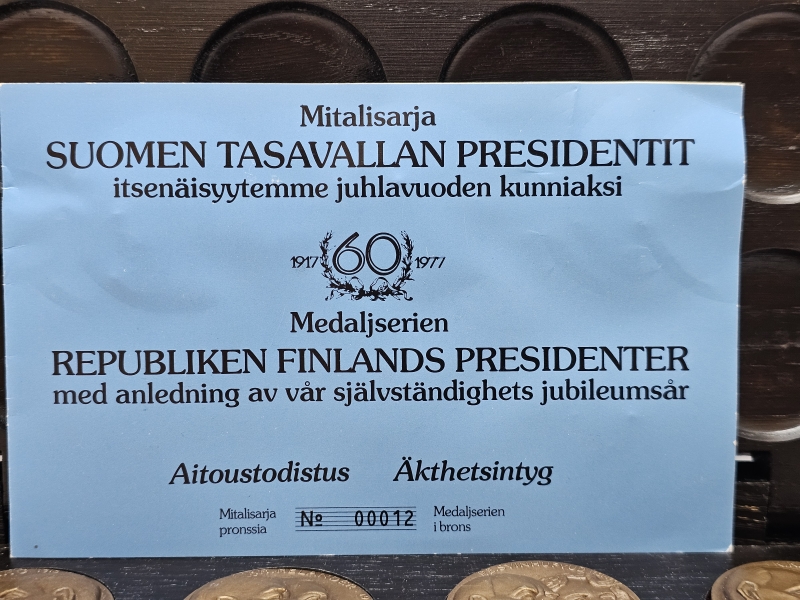 Mitalisarja
SUOMEN TASAVALLAN PRESIDENTIT
itsenäisyytemme juhlavuoden kunniaksi
1917 60 1977
Medaljserien
REPUBLIKEN FINLANDS PRESIDENTER
med anledning av vår självständighets jubileumsår
Aitoustodistus Äkthetsintyg
Mitalisarja
pronssia
№ 00012
Medaljserien
i brons